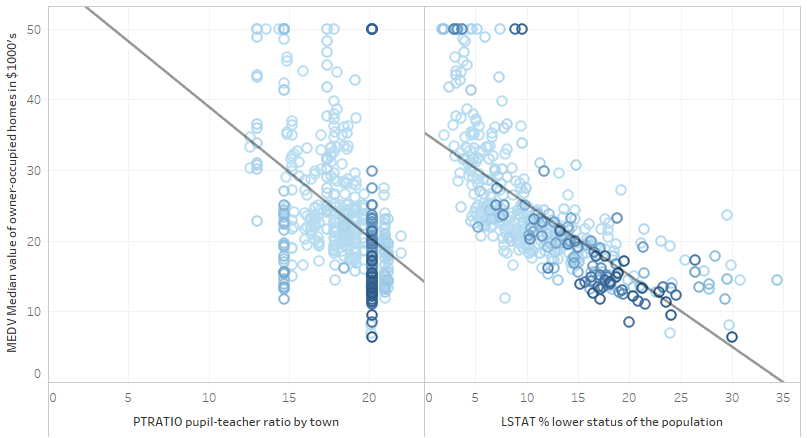 MEDV Median value of owner-occupied homes in $1000's
50
40
30
20
10
0
0 5 10 15 20
0 5 10 15 20 25 30 35
PTRATIO pupil-teacher ratio by town
LSTAT % lower status of the population